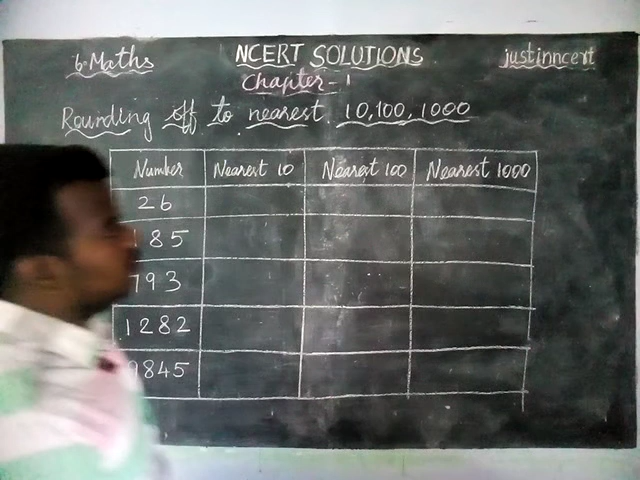 6. Maths NCERT SOLUTIONS justinncert
Chapter - 1
Rounding off to nearest 10,100,1000
Number Nearest 10 Nearest 100 Nearest 1000
26
185
793
1282
845